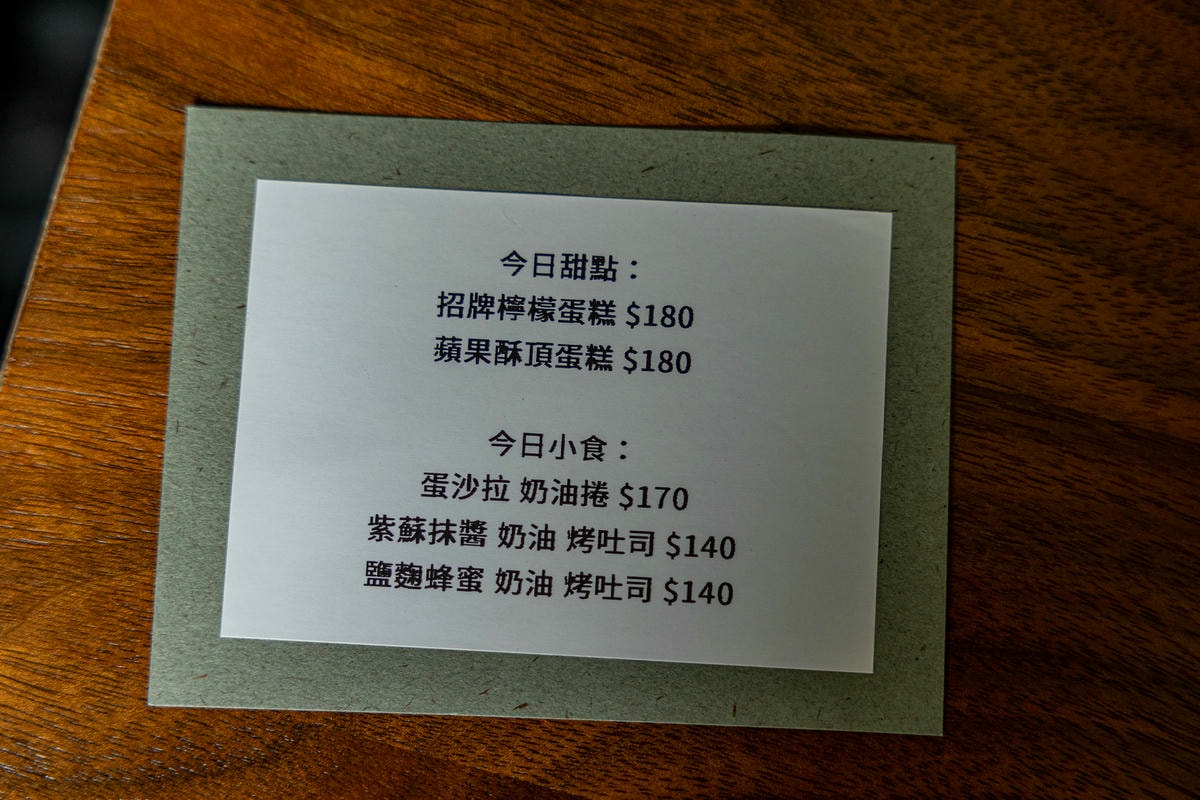 今日甜點：
招牌檸檬蛋糕 $180
蘋果酥頂蛋糕 $180
今日小食：
蛋沙拉 奶油捲 $170
紫蘇抹醬 奶油 烤吐司 $140
鹽麴蜂蜜 奶油 烤吐司 $140